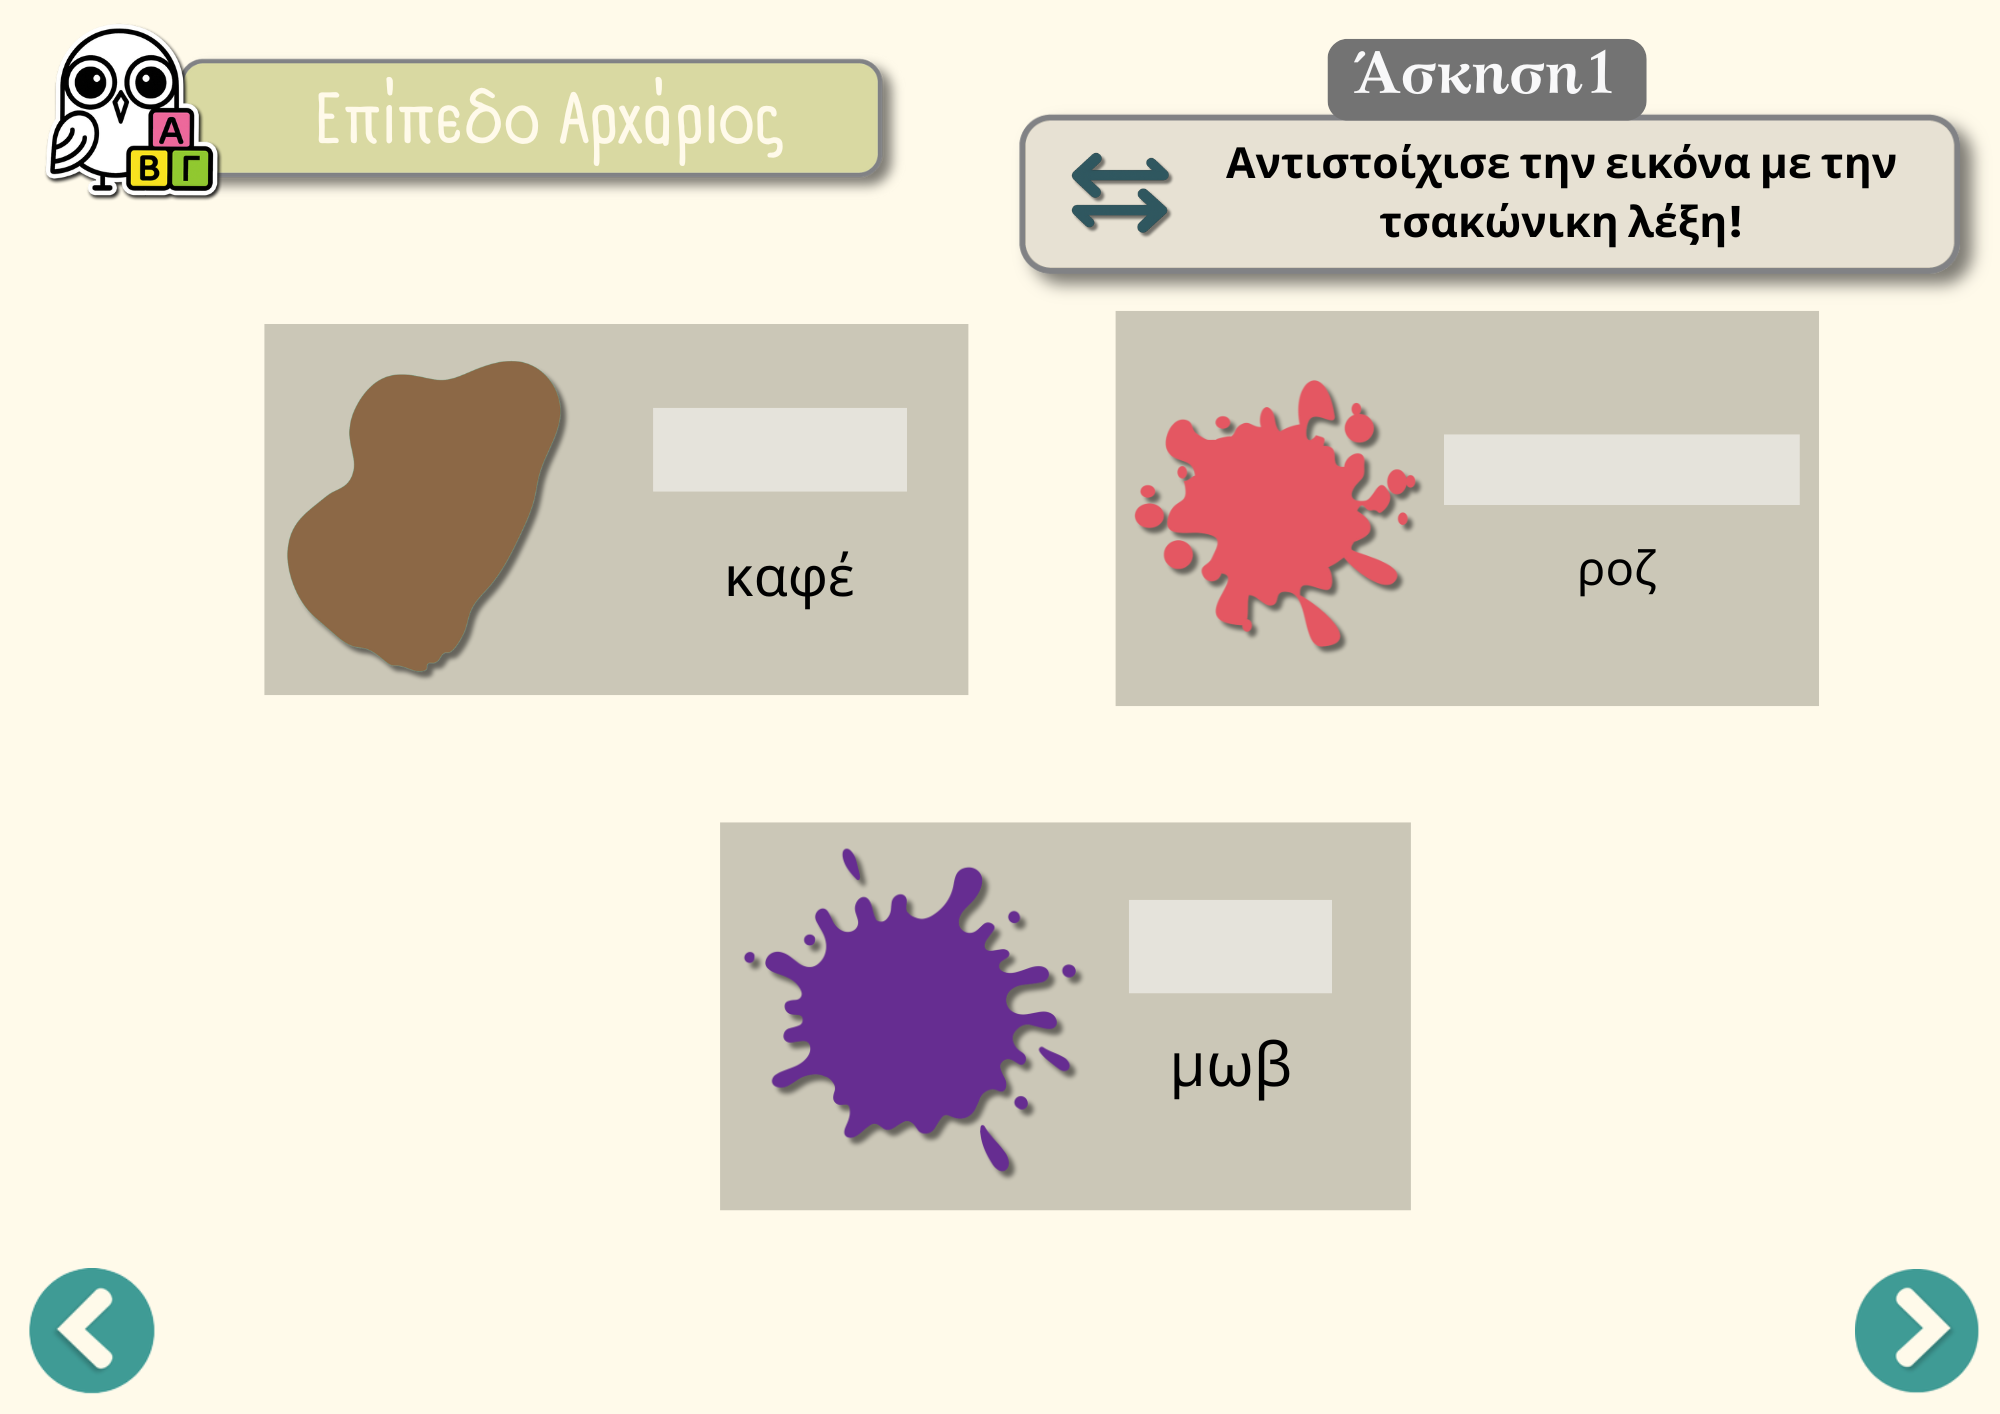 Επίπεδο Αρχάριος
Α
Β Γ
Άσκηση 1
Αντιστοίχισε την εικόνα με την
τσακώνικη λέξη!
καφέ
ροζ
μωβ